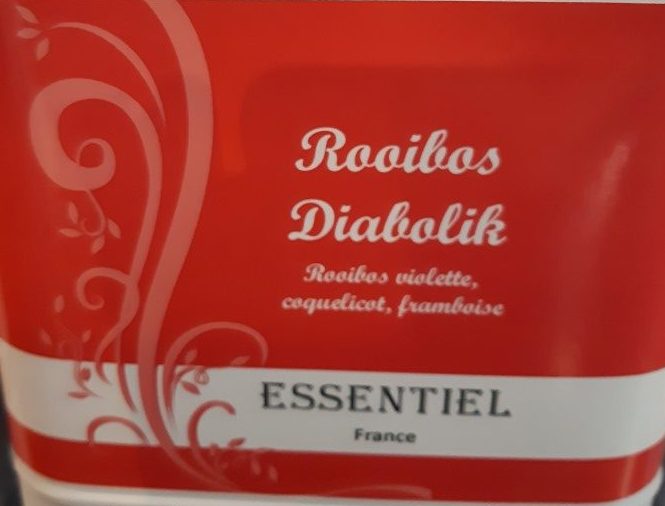 Rooibos
Diabolik
Rooibos violette,
coquelicot, framboise
ESSENTIEL
France